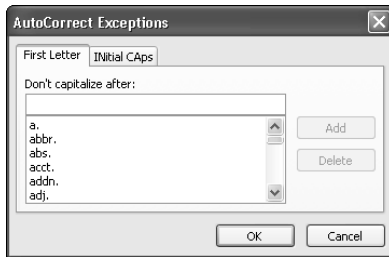 AutoCorrect Exceptions
First Letter INitial CAps
Don't capitalize after:
a.
abbr.
abs.
acct.
addn.
adj.
Add
Delete
OK Cancel